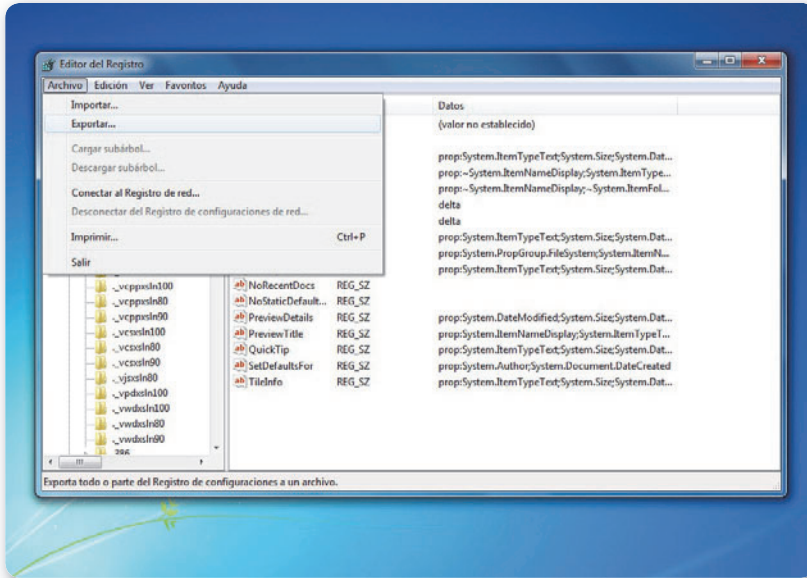 Editor del Registro
Archivo Edición Ver Favoritos Ayuda
Importar...
Exportar...
Cargar subárbol...
Descargar subárbol...
Conectar al Registro de red...
Desconectar del Registro de configuraciones de red...
Imprimir... Ctrl+P
Salir
Datos
(valor no establecido)
prop:System.ItemTypeText;System.Size;System.Dat...
prop:~System.ItemNameDisplay;System.ItemType...
prop:~System.ItemNameDisplay;~System.ItemFol...
delta
delta
prop:System.ItemTypeText;System.Size;System.Dat...
prop:System.PropGroup.FileSystem;System.ItemN...
prop:System.ItemTypeText;System.Size;System.Dat...
._vcppxsln100 NoRecentDocs REG_SZ
._vcppxsln80 NoStaticDefault... REG_SZ
._vcppxsln90 PreviewDetails REG_SZ prop:System.DateModified;System.Size;System.Dat...
._vcsxsln100 PreviewTitle REG_SZ prop:System.ItemNameDisplay;System.ItemTypeT...
._vcsxsln80 QuickTip REG_SZ prop:System.ItemTypeText;System.Size;System.Dat...
._vcsxsln90 SetDefaultsFor REG_SZ prop:System.Author;System.Document.DateCreated
._vjsxsln80 TileInfo REG_SZ prop:System.ItemTypeText;System.Size;System.Dat...
._vpdxsln100
._vwdxsln100
._vwdxsln80
._vwdxsln90
.386
Exporta todo o parte del Registro de configuraciones a un archivo.